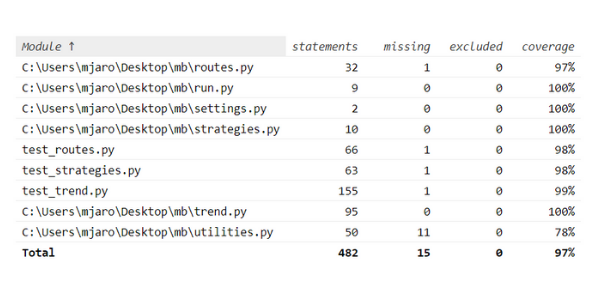 Module ↑ statements missing excluded coverage
C:\Users\mjaro\Desktop\mb\routes.py 32 1 0 97%
C:\Users\mjaro\Desktop\mb\run.py 9 0 0 100%
C:\Users\mjaro\Desktop\mb\settings.py 2 0 0 100%
C:\Users\mjaro\Desktop\mb\strategies.py 10 0 0 100%
test_routes.py 66 1 0 98%
test_strategies.py 63 1 0 98%
test_trend.py 155 1 0 99%
C:\Users\mjaro\Desktop\mb\trend.py 95 0 0 100%
C:\Users\mjaro\Desktop\mb\utilities.py 50 11 0 78%
Total 482 15 0 97%